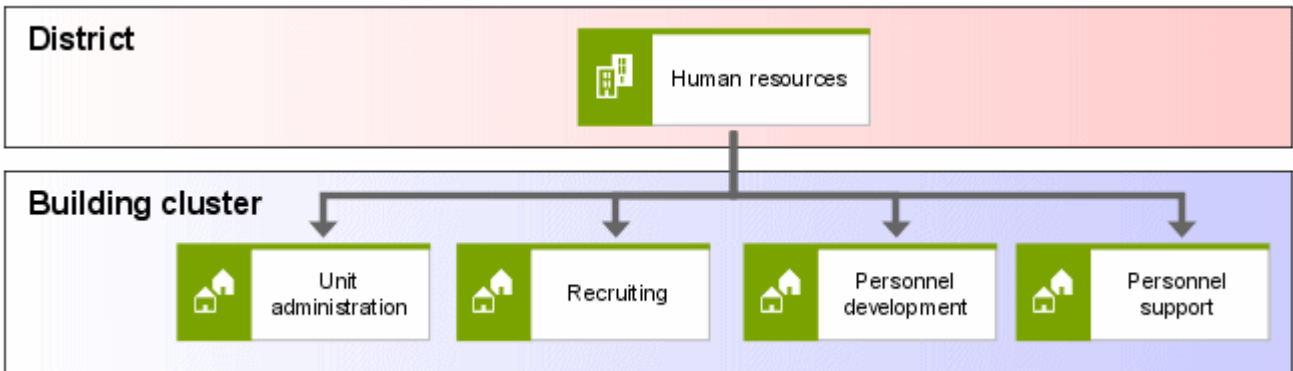 District
Human resources
Building cluster
Unit
administration
Recruiting
Personnel
development
Personnel
support